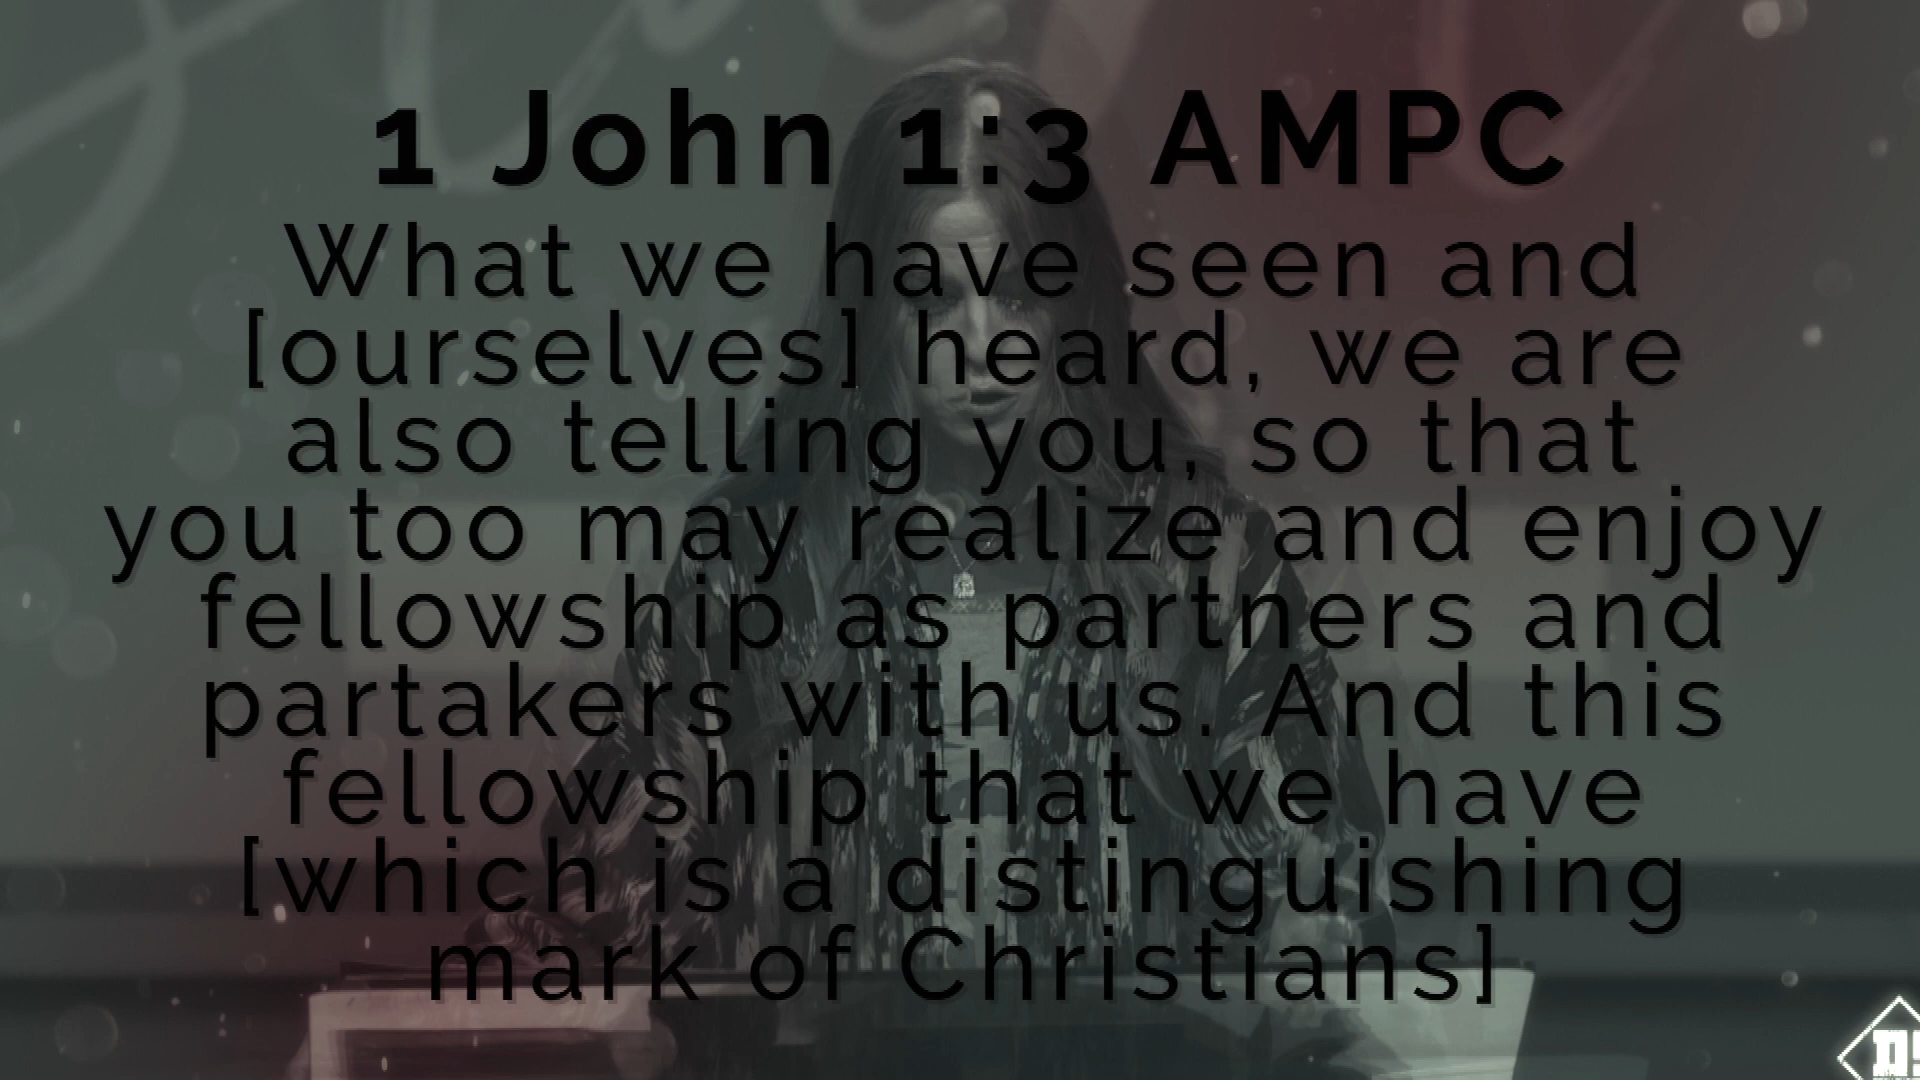 1 John 1:3 AMPC
What we have seen and
[ourselves] heard, we are
also telling you, so that
you too may realize and enjoy
fellowship as partners and
partakers with us. And this
fellowship that we have
[which is a distinguishing
mark of Christians]